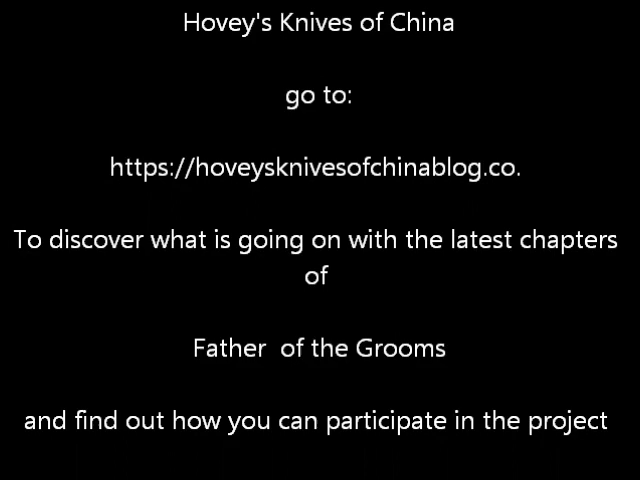 Hovey's Knives of China
go to:
https://hoveysknivesofchinablog.co.
To discover what is going on with the latest chapters
of
Father  of the Grooms
and find out how you can participate in the project